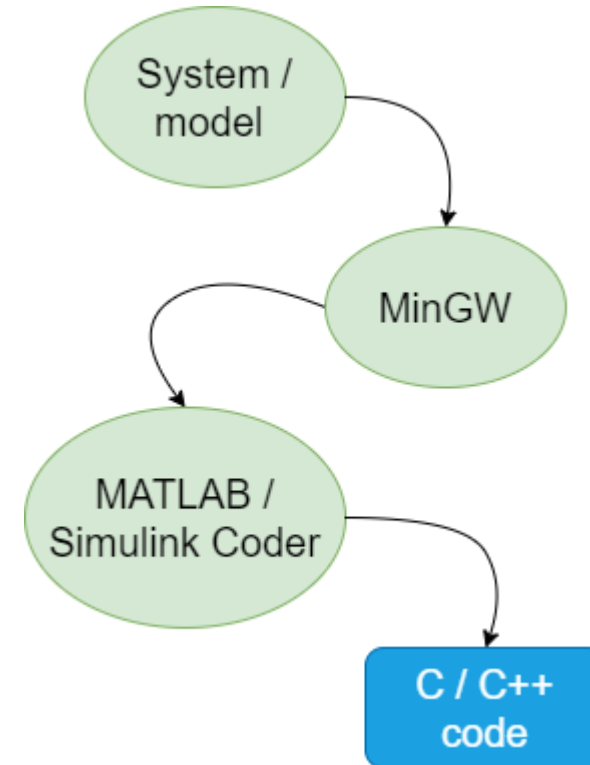 System /
model
MinGW
MATLAB /
Simulink Coder
C / C++
code